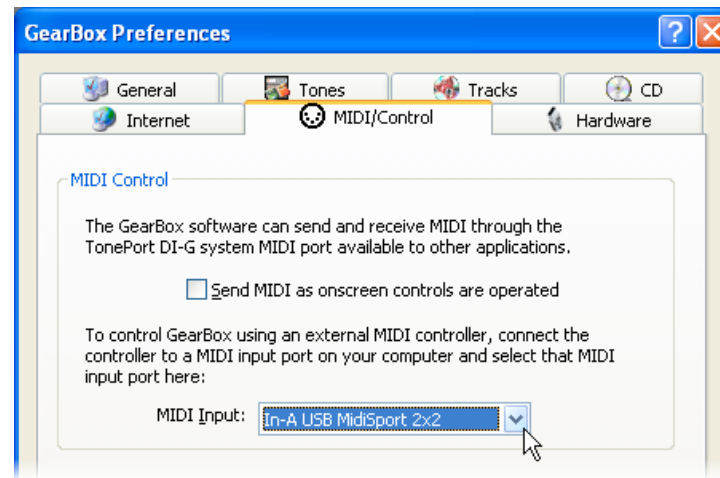 GearBox Preferences
General Tones Tracks CD
Internet MIDI/Control Hardware
MIDI Control
The GearBox software can send and receive MIDI through the
TonePort DI-G system MIDI port available to other applications.
Send MIDI as onscreen controls are operated
To control GearBox using an external MIDI controller, connect the
controller to a MIDI input port on your computer and select that MIDI
input port here:
MIDI Input: In-A USB MidiSport 2x2